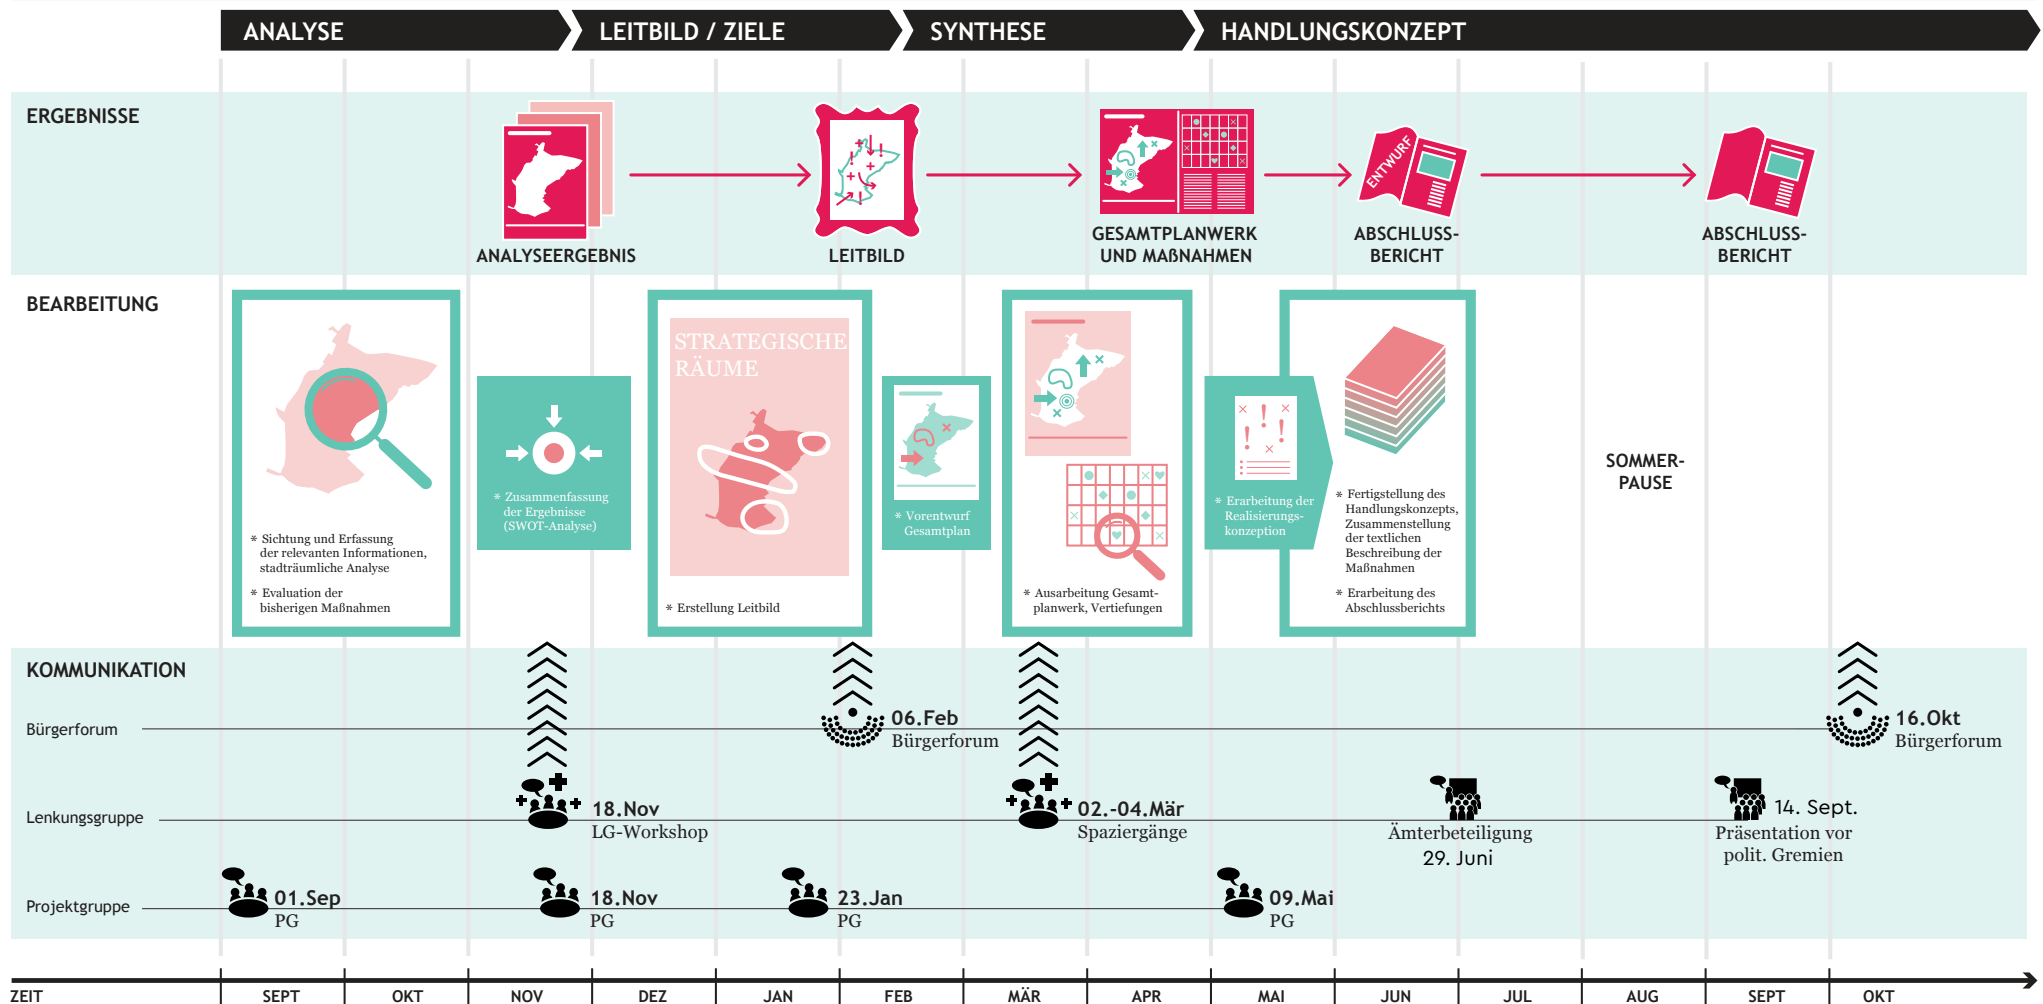 ANALYSE
LEITBILD / ZIELE
SYNTHESE
HANDLUNGSKONZEPT
ERGEBNISSE
ANALYSEERGEBNIS
LEITBILD
GESAMTPLANWERK
UND MAßNAHMEN
ENTWURF
ABSCHLUSS-
BERICHT
ABSCHLUSS-
BERICHT
BEARBEITUNG
* Sichtung und Erfassung
der relevanten Informationen,
stadträumliche Analyse
* Evaluation der
bisherigen Maßnahmen
* Zusammenfassung
der Ergebnisse
(SWOT-Analyse)
STRATEGISCHE
RÄUME
* Erstellung Leitbild
* Vorentwurf
Gesamtplan
* Ausarbeitung Gesamt-
planwerk, Vertiefungen
* Erarbeitung der
Realisierungs-
konzeption
* Fertigstellung des
Handlungskonzepts,
Zusammenstellung
der textlichen
Beschreibung der
Maßnahmen
* Erarbeitung des
Abschlussberichts
SOMMER-
PAUSE
KOMMUNIKATION
Bürgerforum
06.Feb
Bürgerforum
16.Okt
Bürgerforum
Lenkungsgruppe
18.Nov
LG-Workshop
02.-04.Mär
Spaziergänge
Ämterbeteiligung
29. Juni
14. Sept.
Präsentation vor
polit. Gremien
Projektgruppe
01.Sep
PG
18.Nov
PG
23.Jan
PG
09.Mai
PG
ZEIT
SEPT
OKT
NOV
DEZ
JAN
FEB
MÄR
APR
MAI
JUN
JUL
AUG
SEPT
OKT